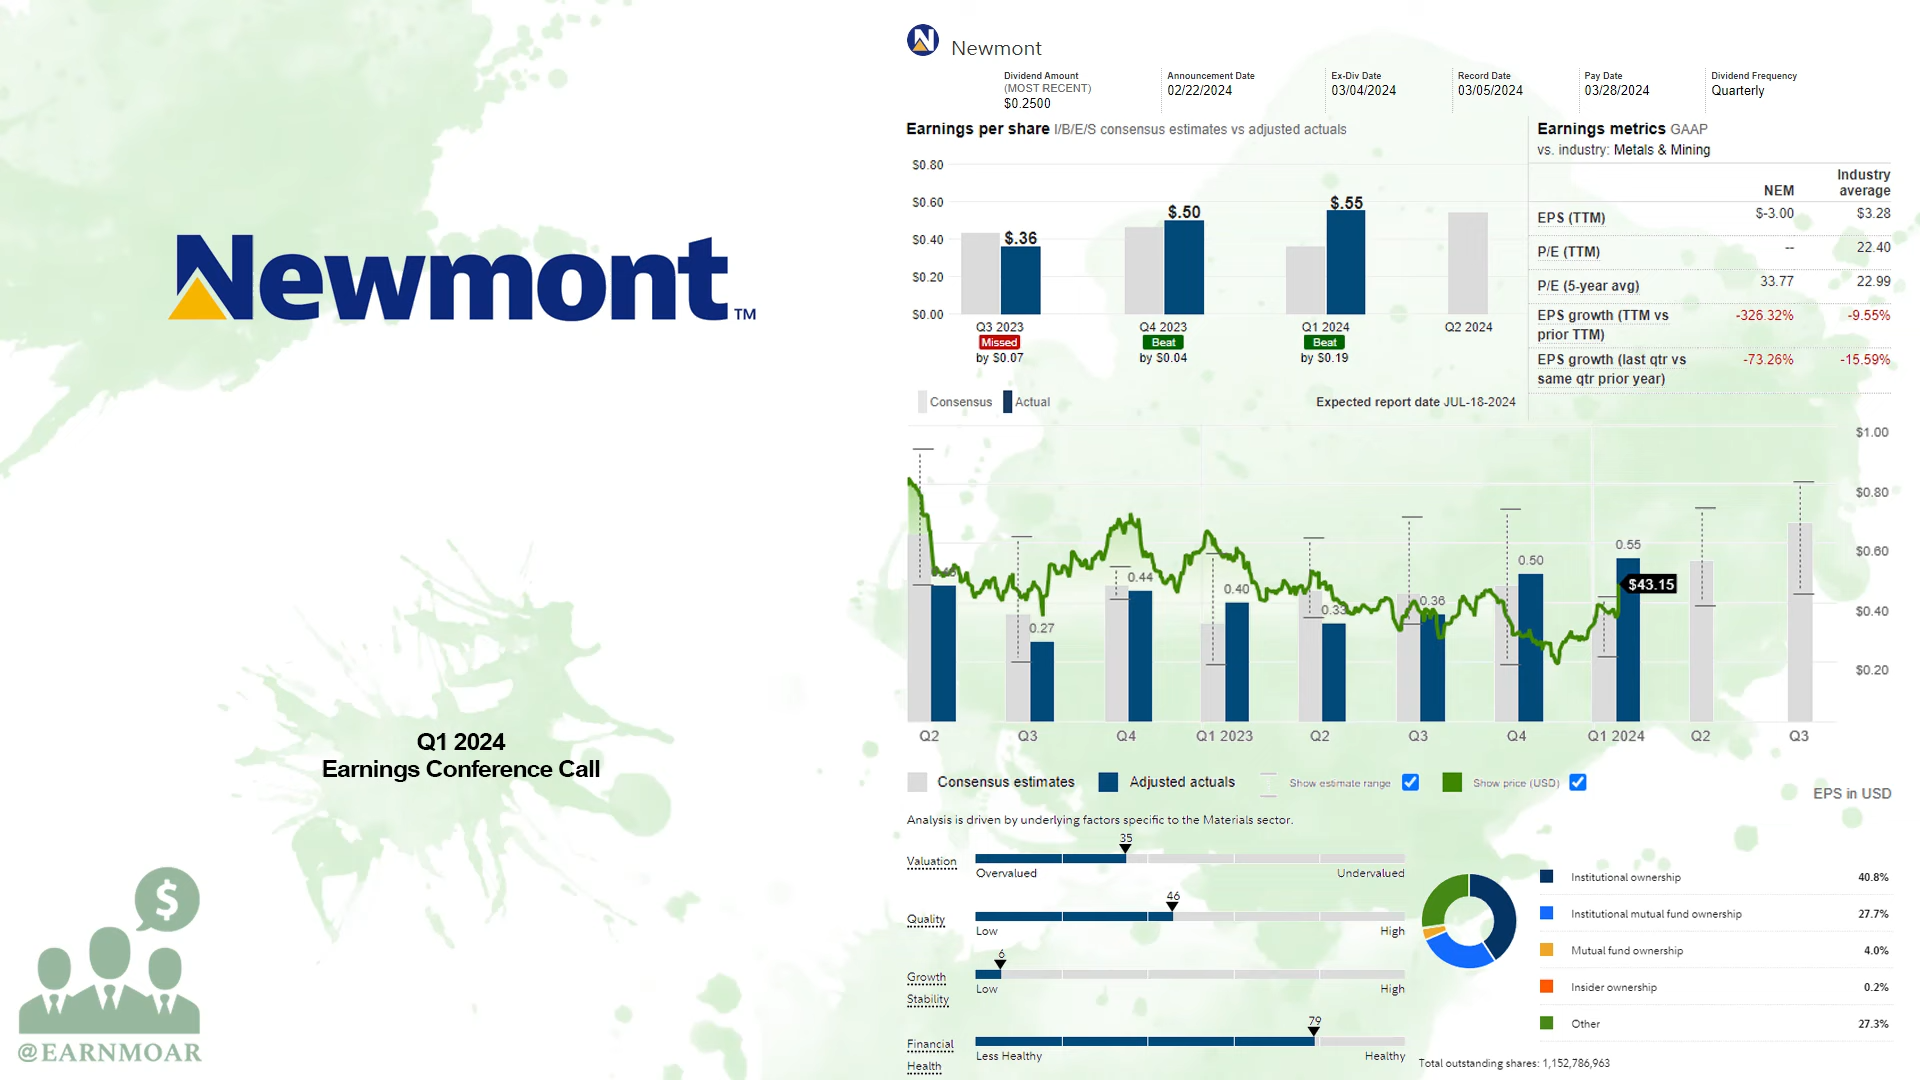 Newmont
Dividend Amount
(MOST RECENT)
$0.2500
Announcement Date
02/22/2024
Ex-Div Date
03/04/2024
Record Date
03/05/2024
Pay Date
03/28/2024
Dividend Frequency
Quarterly
Earnings per share I/B/E/S consensus estimates vs adjusted actuals
$0.80
$0.60
$0.40
$0.20
$0.00
$.36
$.50
$.55
Q3 2023
Missed
by $0.07
Q4 2023
Beat
by $0.04
Q1 2024
Beat
by $0.19
Q2 2024
Consensus
Actual
Expected report date JUL-18-2024
Earnings metrics GAAP
vs. industry: Metals & Mining
NEM
Industry
average
EPS (TTM) $-3.00 $3.28
P/E (TTM) -- 22.40
P/E (5-year avg) 33.77 22.99
EPS growth (TTM vs
prior TTM) -326.32% -9.55%
EPS growth (last qtr vs
same qtr prior year) -73.26% -15.59%
Newmont™
Q1 2024
Earnings Conference Call
$
@EARNMOAR
$1.00
$0.80
$0.60
$0.40
$0.20
0.27
0.44
0.40
0.33
0.36
0.50
0.55
$43.15
Q2 Q3 Q4 Q1 2023 Q2 Q3 Q4 Q1 2024 Q2 Q3
Consensus estimates
Adjusted actuals
Show estimate range
Show price (USD)
EPS in USD
Analysis is driven by underlying factors specific to the Materials sector.
35
Valuation
Overvalued Undervalued
46
Quality
Low High
6
Growth
Stability
Low High
79
Financial
Health
Less Healthy Healthy
Institutional ownership 40.8%
Institutional mutual fund ownership 27.7%
Mutual fund ownership 4.0%
Insider ownership 0.2%
Other 27.3%
Total outstanding shares: 1,152,786,963